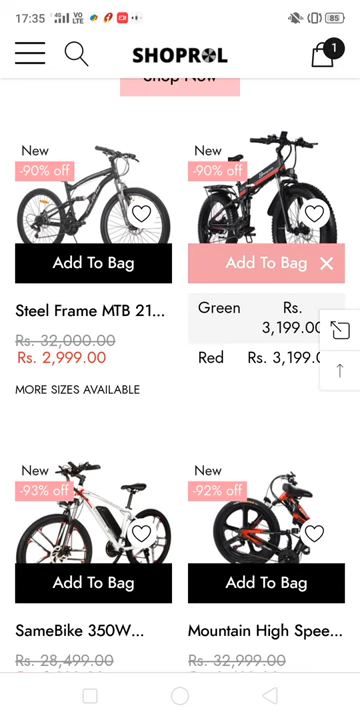 17:35 4G VO LTE 85
SHOPROL 1
Shop Now
New
-90% off
Add To Bag
Steel Frame MTB 21...
Rs. 32,000.00
Rs. 2,999.00
MORE SIZES AVAILABLE
New
-90% off
Add To Bag
Green Rs. 3,199.00
Red Rs. 3,199.
New
-93% off
Add To Bag
SameBike 350W...
Rs. 28,499.00
New
-92% off
Add To Bag
Mountain High Spee...
Rs. 32,999.00